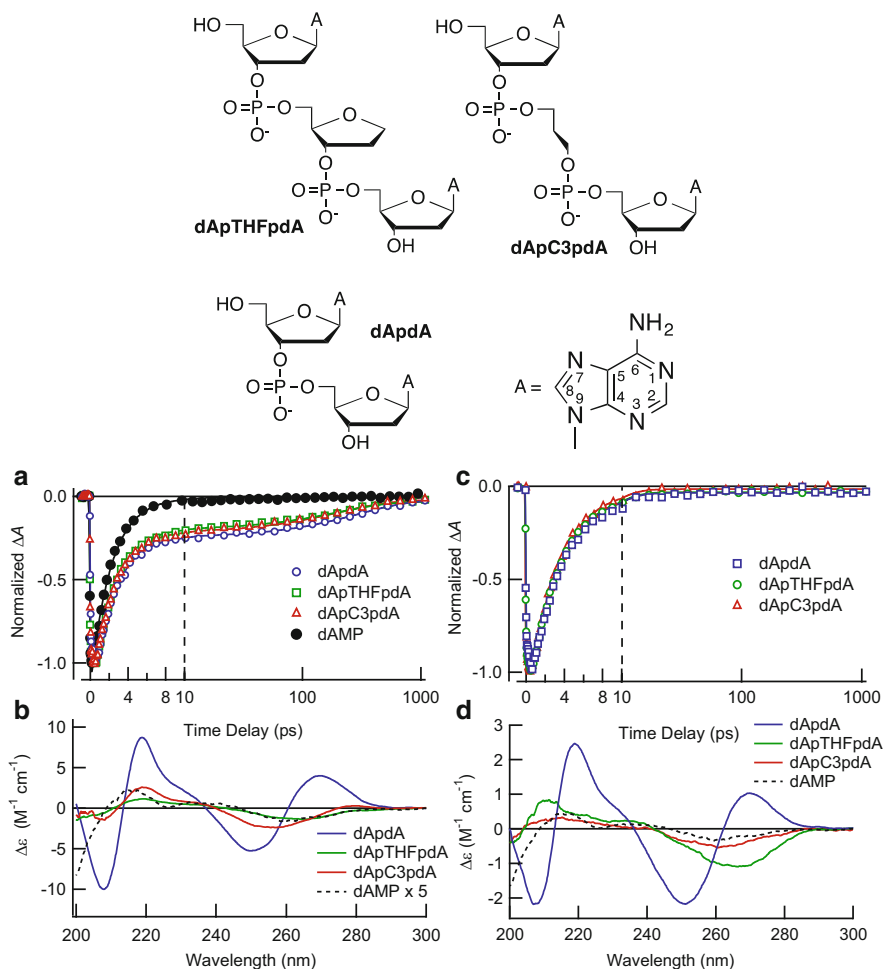 HO
O
A
O
O=P-O
O-
O
O
O=P-O
O-
O
A
OH
dApTHFpdA
HO
O
A
O
O=P-O
O-
O
O=P-O
O-
O
A
OH
dApC3pdA
HO
O
A
dApdA
O
O=P-O
O-
O
A
OH
A =
NH2
N
N
N
N
1
2
3
4
5
6
7
8
9
a
Normalized ΔA
0.0
-0.5
-1.0
dApdA
dApTHFpdA
dApC3pdA
dAMP
0 4 8 10 100 1000
Time Delay (ps)
b
Δε (M-1 cm-1)
10
5
0
-5
-10
dApdA
dApTHFpdA
dApC3pdA
dAMP x 5
200 220 240 260 280 300
Wavelength (nm)
c
Normalized ΔA
0.0
-0.5
-1.0
dApdA
dApTHFpdA
dApC3pdA
0 4 8 10 100 1000
Time Delay (ps)
d
Δε (M-1 cm-1)
3
2
1
0
1
-2
dApdA
dApTHFpdA
dApC3pdA
dAMP
200 220 240 260 280 300
Wavelength (nm)